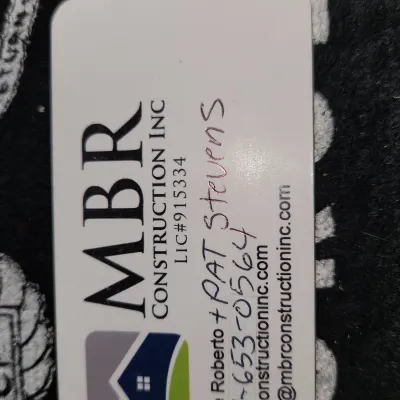 MBR
CONSTRUCTION INC
LIC#915334
Roberto + PAT Stevens
-653-0564
onstructioninc.com
@mbrconstructioninc.com